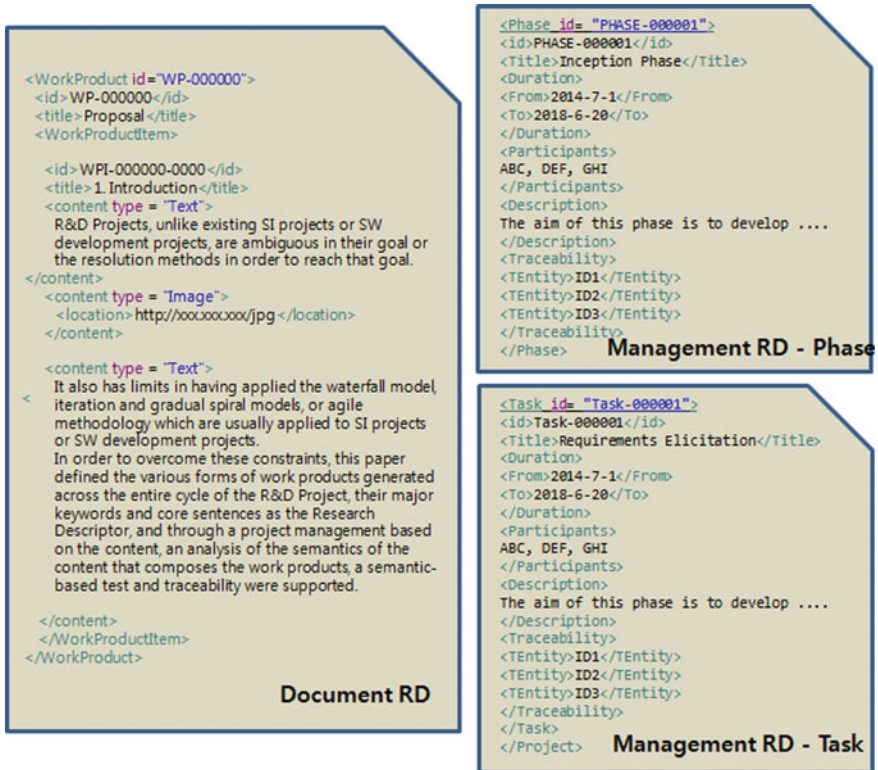 <WorkProduct id="WP-000000">
<id>WP-000000</id>
<title>Proposal</title>
<WorkProductItem>
<id>WPI-000000-0000</id>
<title>1. Introduction</title>
<content type = "Text">
R&D Projects, unlike existing SI projects or SW
development projects, are ambiguous in their goal or
the resolution methods in order to reach that goal.
</content>
<content type = "Image">
<location>http://xxx.xxx.xxx/jpg</location>
</content>
<content type = "Text">
It also has limits in having applied the waterfall model,
<
iteration and gradual spiral models, or agile
methodology which are usually applied to SI projects
or SW development projects.
In order to overcome these constraints, this paper
defined the various forms of work products generated
across the entire cycle of the R&D Project, their major
keywords and core sentences as the Research
Descriptor, and through a project management based
on the content, an analysis of the semantics of the
content that composes the work products, a semantic-
based test and traceability were supported.
</content>
</WorkProductItem>
</WorkProduct>
Document RD
<Phase id= "PHASE-000001">
<id>PHASE-000001</id>
<Title>Inception Phase</Title>
<Duration>
<From>2014-7-1</From>
<To>2018-6-20</To>
</Duration>
<Participants>
ABC, DEF, GHI
</Participants>
<Description>
The aim of this phase is to develop ....
</Description>
<Traceability>
<TEntity>ID1</TEntity>
<TEntity>ID2</TEntity>
<TEntity>ID3</TEntity>
</Traceability>
</Phase>
Management RD - Phase
<Task id= "Task-000001">
<id>Task-000001</id>
<Title>Requirements Elicitation</Title>
<Duration>
<From>2014-7-1</From>
<To>2018-6-20</To>
</Duration>
<Participants>
ABC, DEF, GHI
</Participants>
<Description>
The aim of this phase is to develop ....
</Description>
<Traceability>
<TEntity>ID1</TEntity>
<TEntity>ID2</TEntity>
<TEntity>ID3</TEntity>
</Traceability>
</Task>
</Project>
Management RD - Task